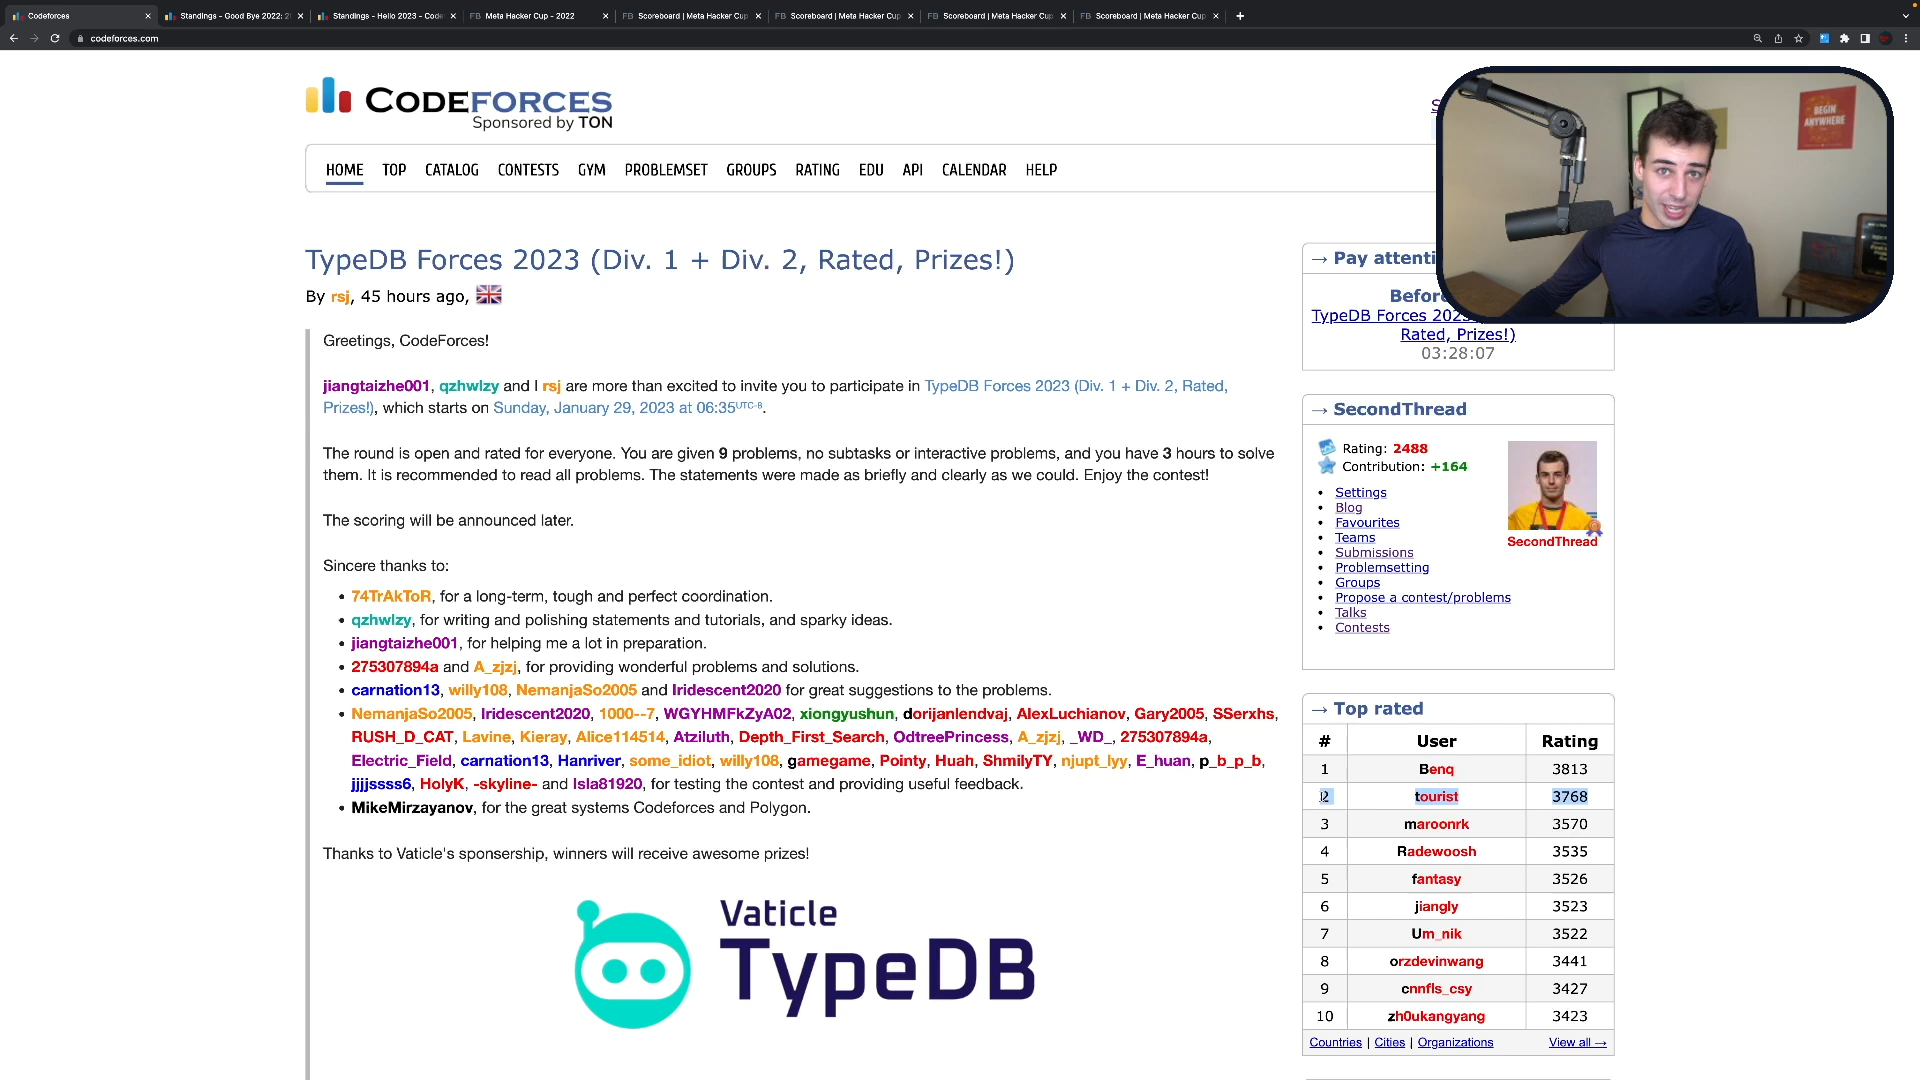 Codeforces
Standings - Good Bye 2022: 2
Standings - Hello 2023 - Code
FB Meta Hacker Cup - 2022
FB Scoreboard | Meta Hacker Cup
FB Scoreboard | Meta Hacker Cup
FB Scoreboard | Meta Hacker Cup
FB Scoreboard | Meta Hacker Cup
codeforces.com
CODEFORCES
Sponsored by TON
BEGIN
ANYWHERE
HOME TOP CATALOG CONTESTS GYM PROBLEMSET GROUPS RATING EDU API CALENDAR HELP
TypeDB Forces 2023 (Div. 1 + Div. 2, Rated, Prizes!)
By rsj, 45 hours ago,
Greetings, CodeForces!
jiangtaizhe001, qzhwlzy and I rsj are more than excited to invite you to participate in TypeDB Forces 2023 (Div. 1 + Div. 2, Rated,
Prizes!), which starts on Sunday, January 29, 2023 at 06:35UTC-8.
The round is open and rated for everyone. You are given 9 problems, no subtasks or interactive problems, and you have 3 hours to solve
them. It is recommended to read all problems. The statements were made as briefly and clearly as we could. Enjoy the contest!
The scoring will be announced later.
Sincere thanks to:
• 74TrAkToR, for a long-term, tough and perfect coordination.
• qzhwlzy, for writing and polishing statements and tutorials, and sparky ideas.
• jiangtaizhe001, for helping me a lot in preparation.
• 275307894a and A_zjzj, for providing wonderful problems and solutions.
• carnation13, willy108, NemanjaSo2005 and Iridescent2020 for great suggestions to the problems.
• NemanjaSo2005, Iridescent2020, 1000--7, WGYHMFkZyA02, xiongyushun, dorijanlendvaj, AlexLuchianov, Gary2005, SSerxhs,
RUSH_D_CAT, Lavine, Kieray, Alice114514, Atziluth, Depth_First_Search, OdtreePrincess, A_zjzj, _WD_, 275307894a,
Electric_Field, carnation13, Hanriver, some_idiot, willy108, gamegame, Pointy, Huah, ShmilyTY, njupt_lyy, E_huan, p_b_p_b,
jjjjssss6, HolyK, -skyline- and Isla81920, for testing the contest and providing useful feedback.
• MikeMirzayanov, for the great systems Codeforces and Polygon.
Thanks to Vaticle's sponsership, winners will receive awesome prizes!
Vaticle
TypeDB
→ Pay attenti
Befor
TypeDB Forces 2023
Rated, Prizes!)
03:28:07
→ SecondThread
Rating: 2488
Contribution: +164
• Settings
• Blog
• Favourites
• Teams
• Submissions
• Problemsetting
• Groups
• Propose a contest/problems
• Talks
• Contests
SecondThread
→ Top rated
# User Rating
1 Benq 3813
2 tourist 3768
3 maroonrk 3570
4 Radewoosh 3535
5 fantasy 3526
6 jiangly 3523
7 Um_nik 3522
8 orzdevinwang 3441
9 cnnfls_csy 3427
10 zh0ukangyang 3423
Countries | Cities | Organizations View all →